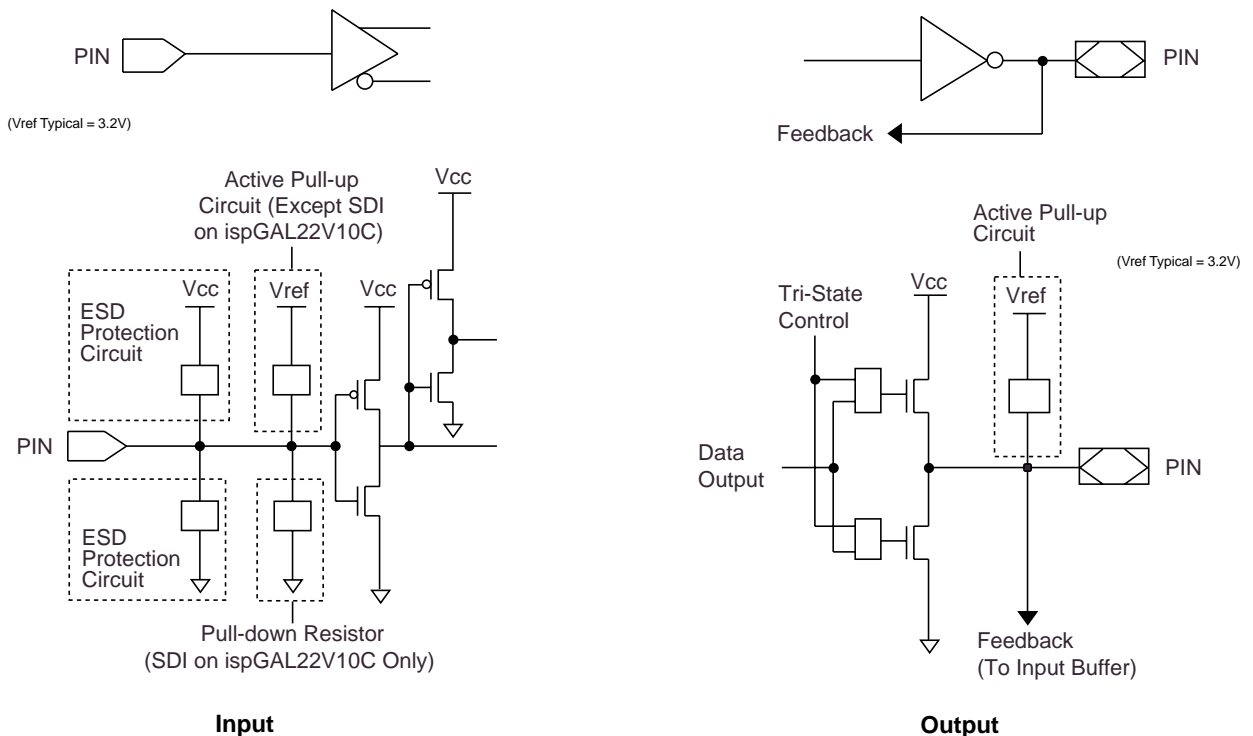 PIN
(Vref Typical = 3.2V)
Active Pull-up
Circuit (Except SDI
on ispGAL22V10C)
Vcc
Vcc
Vref
Vcc
ESD
Protection
Circuit
PIN
ESD
Protection
Circuit
Pull-down Resistor
(SDI on ispGAL22V10C Only)
Input
PIN
Feedback
Active Pull-up
Circuit
(Vref Typical = 3.2V)
Tri-State
Control
Vcc
Vref
Data
Output
PIN
Feedback
(To Input Buffer)
Output